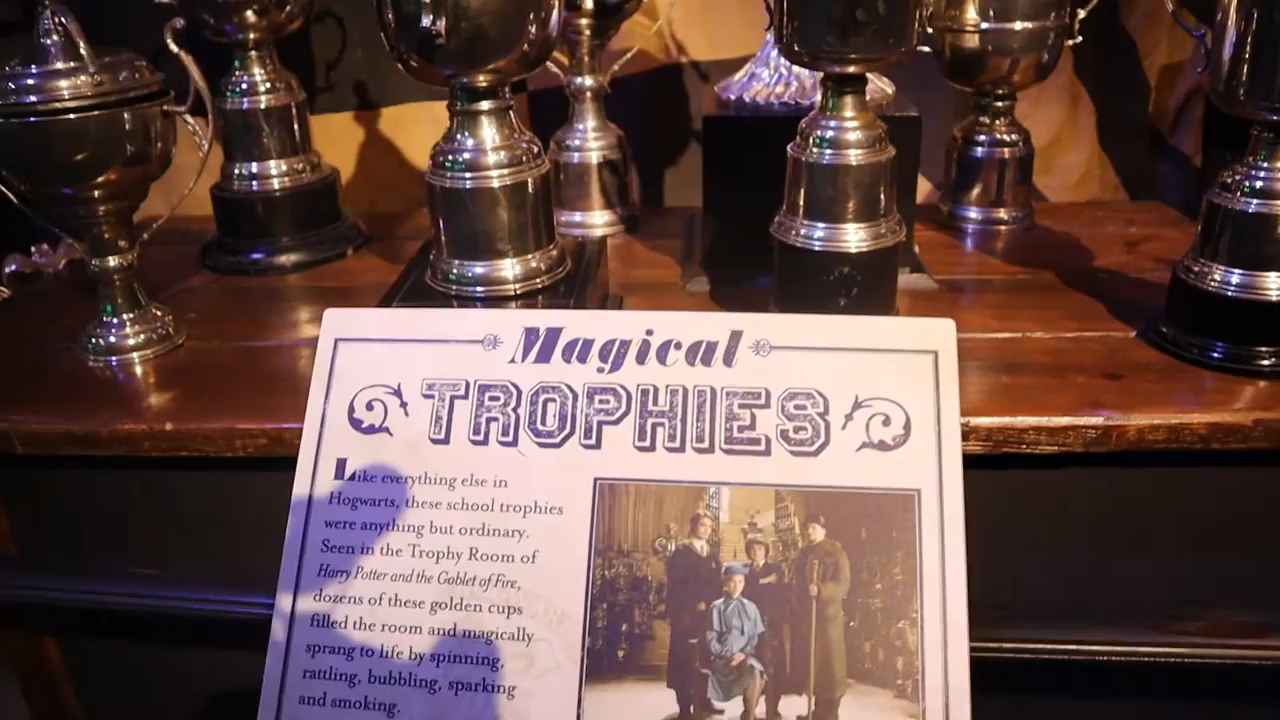 Magical
TROPHIES
Like everything else in
Hogwarts, these school trophies
were anything but ordinary.
Seen in the Trophy Room of
Harry Potter and the Goblet of Fire,
dozens of these golden cups
filled the room and magically
sprang to life by spinning,
rattling, bubbling, sparking
and smoking.